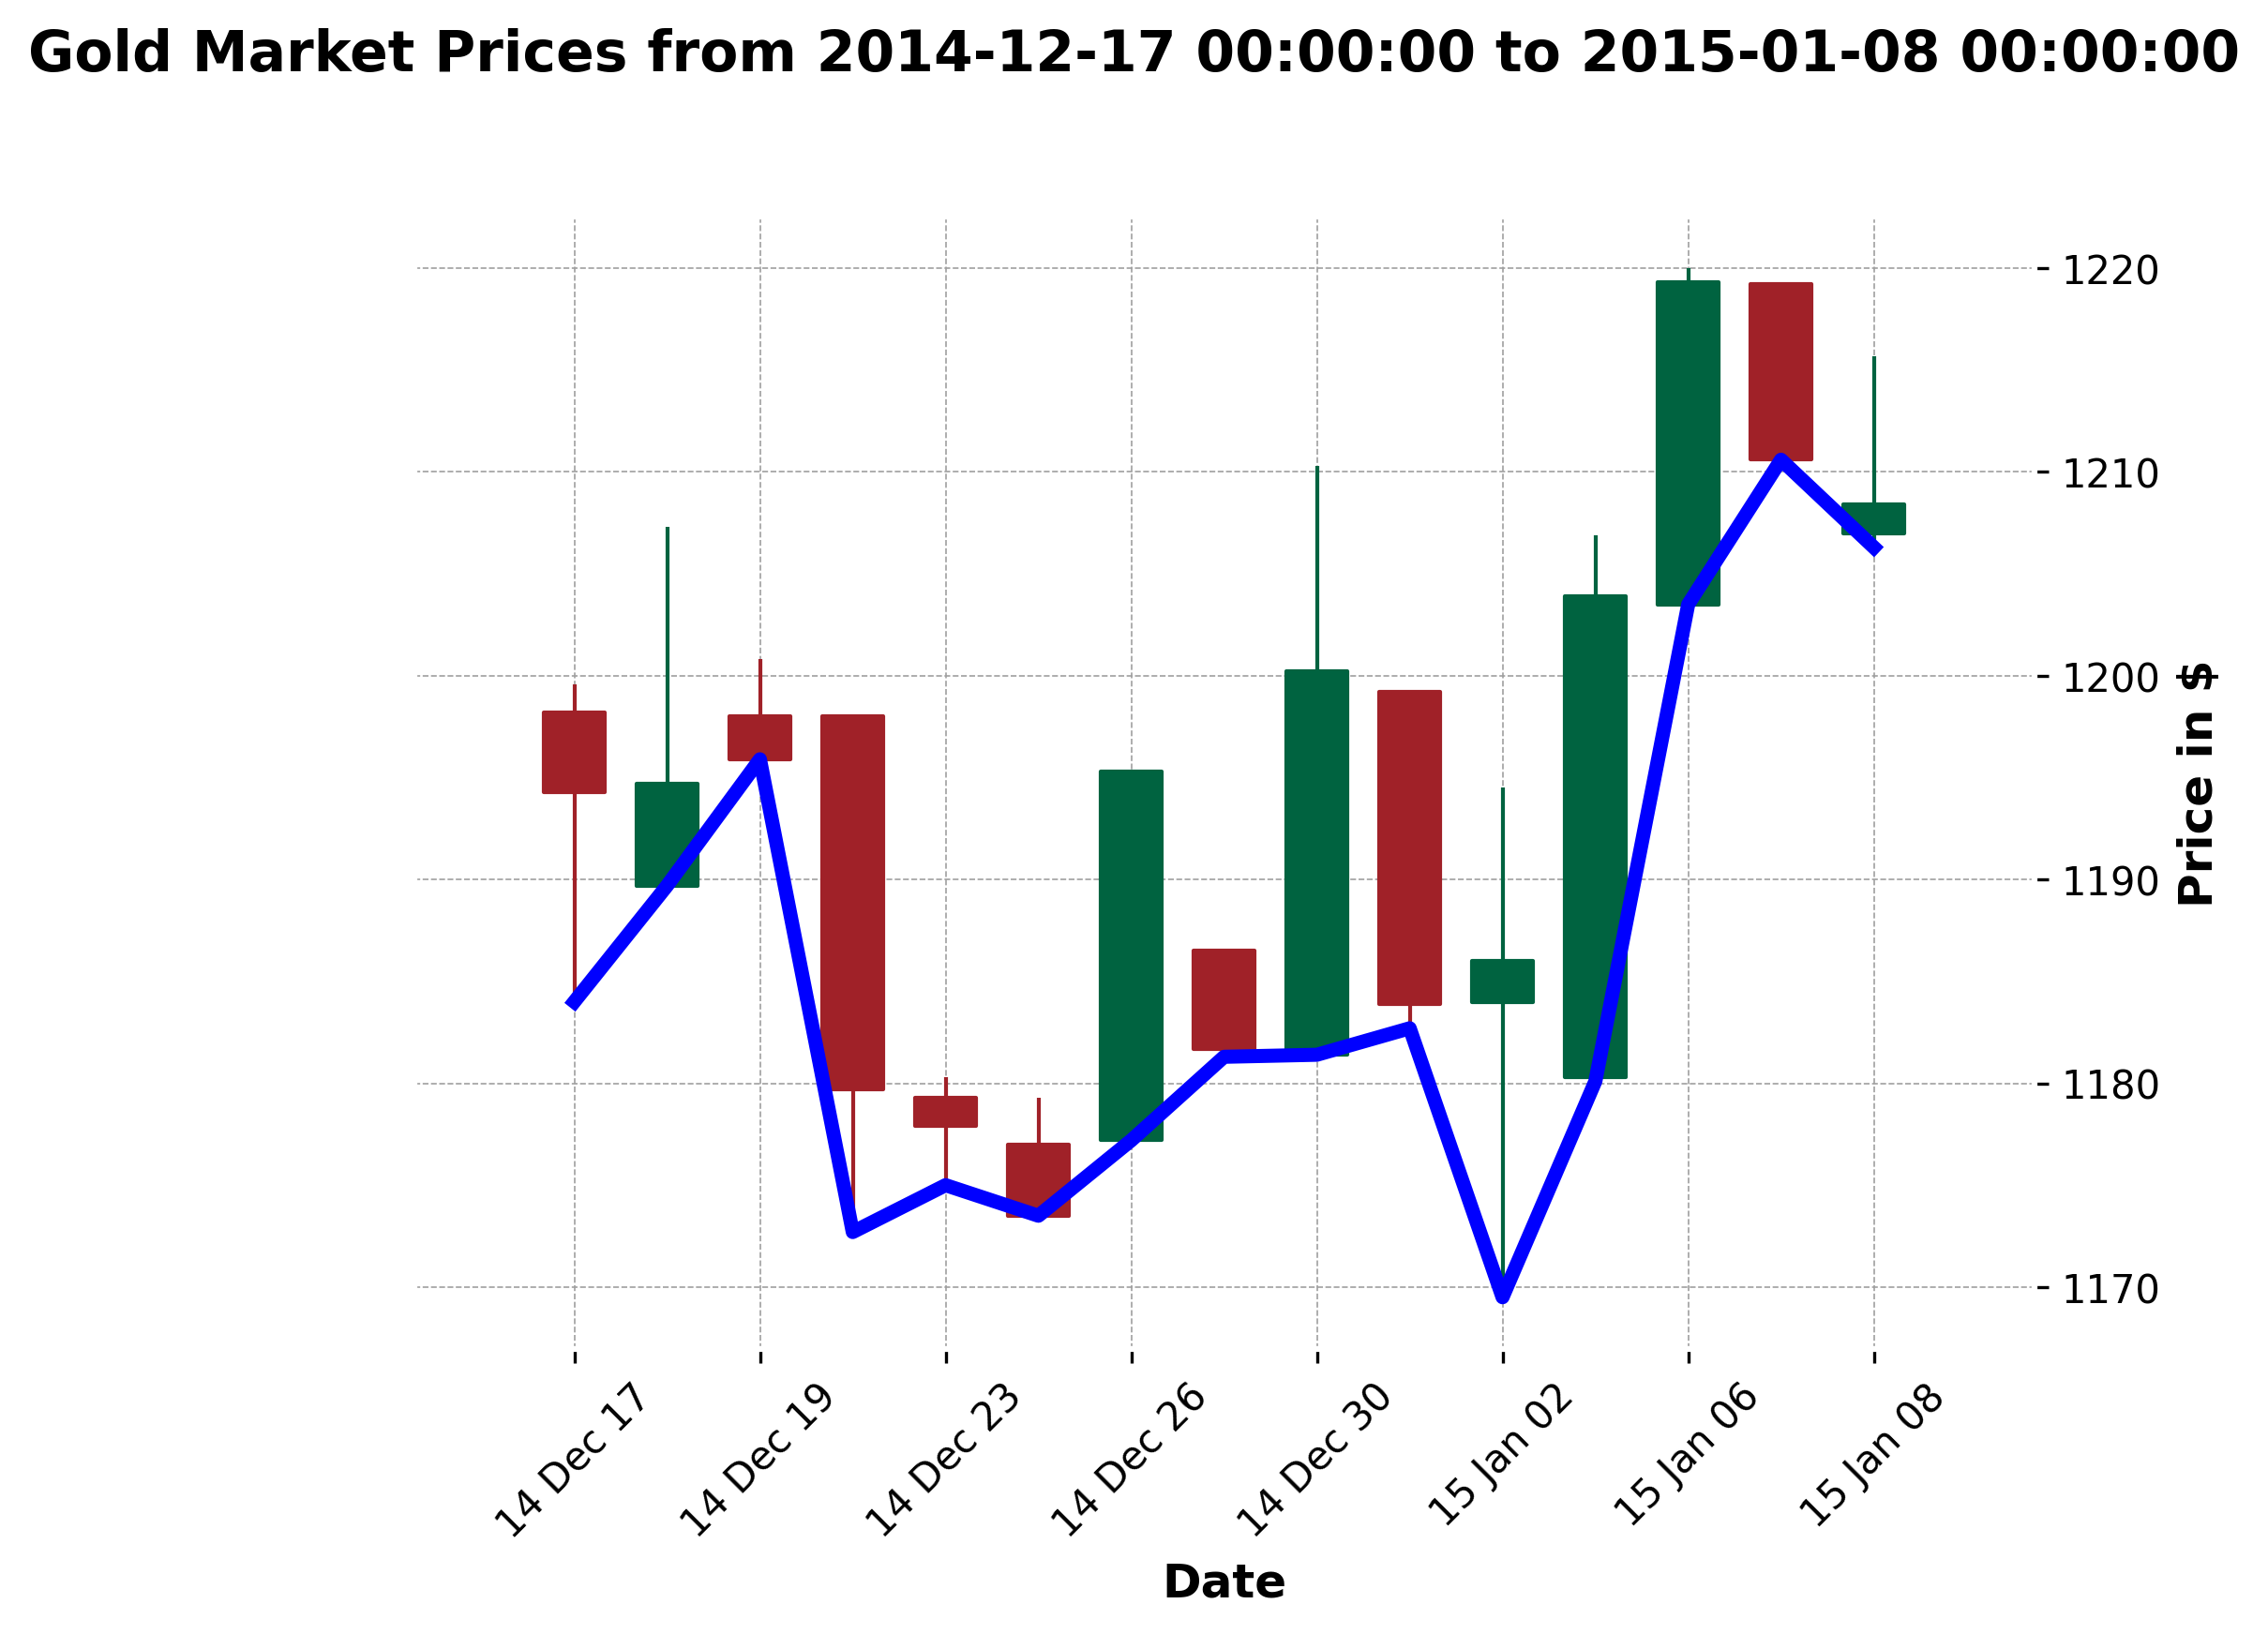 Gold Market Prices from 2014-12-17 00:00:00 to 2015-01-08 00:00:00
1220
1210
1200
1190
1180
1170
Price in $
14 Dec 17
14 Dec 19
14 Dec 23
14 Dec 26
14 Dec 30
15 Jan 02
15 Jan 06
15 Jan 08
Date